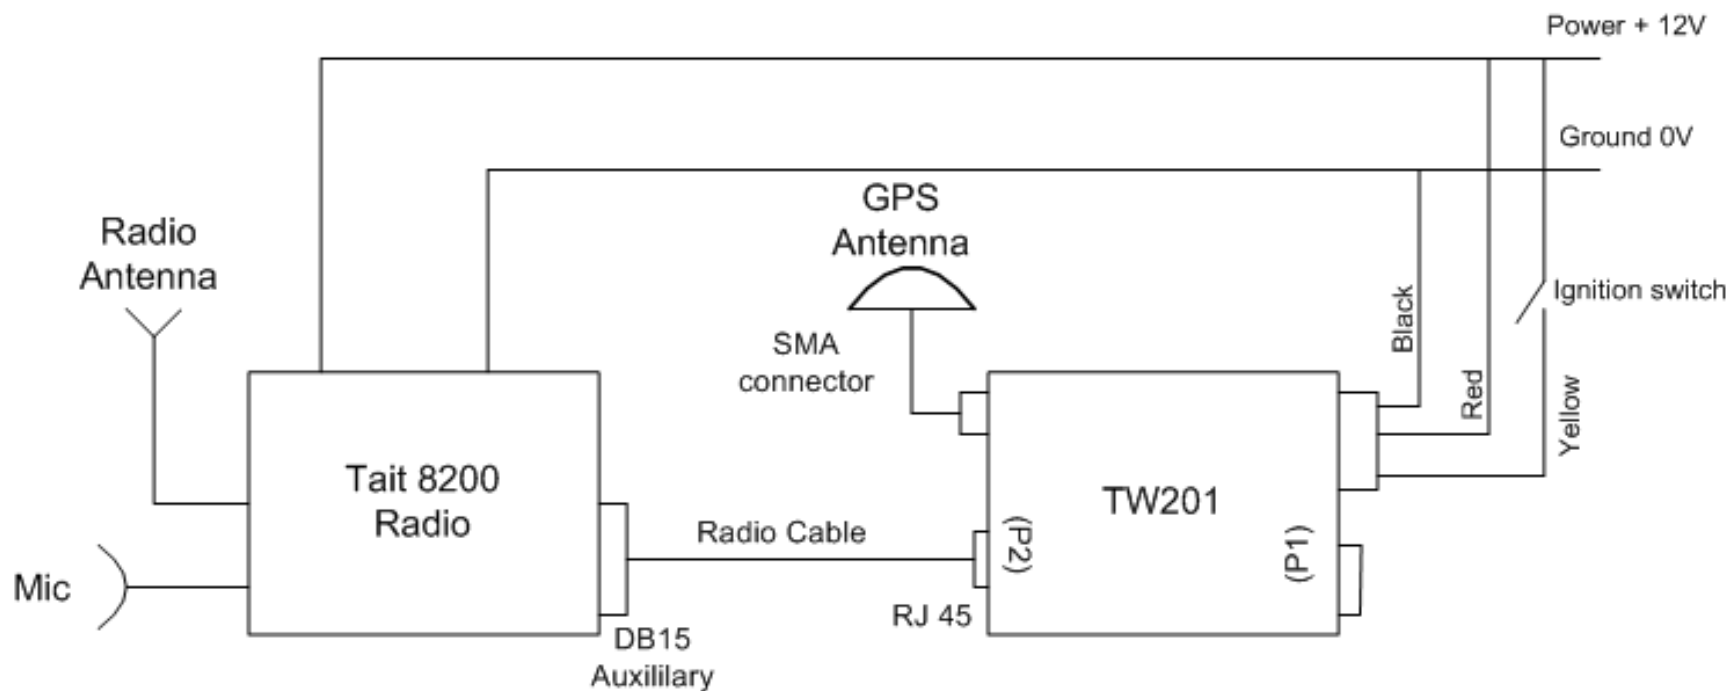 Power + 12V
Ground 0V
GPS
Antenna
Radio
Antenna
Ignition switch
Black
SMA
connector
Red
Yellow
Tait 8200
Radio
TW201
Radio Cable
(P2)
(P1)
Mic
RJ 45
DB15
Auxililary